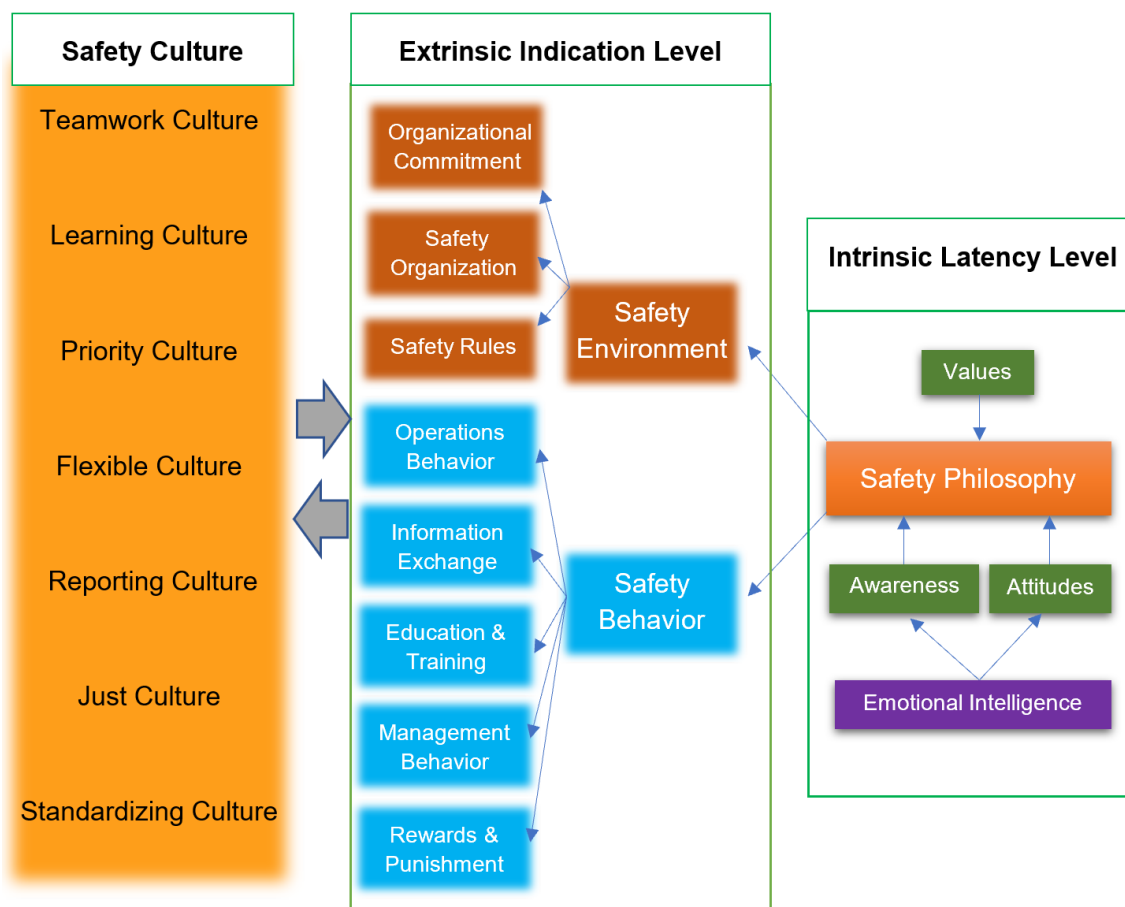 Safety Culture
Teamwork Culture
Learning Culture
Priority Culture
Flexible Culture
Reporting Culture
Just Culture
Standardizing Culture
Extrinsic Indication Level
Organizational
Commitment
Safety
Organization
Safety Rules
Operations
Behavior
Information
Exchange
Education &
Training
Management
Behavior
Rewards &
Punishment
Safety
Environment
Safety
Behavior
Intrinsic Latency Level
Values
Safety Philosophy
Awareness
Attitudes
Emotional Intelligence